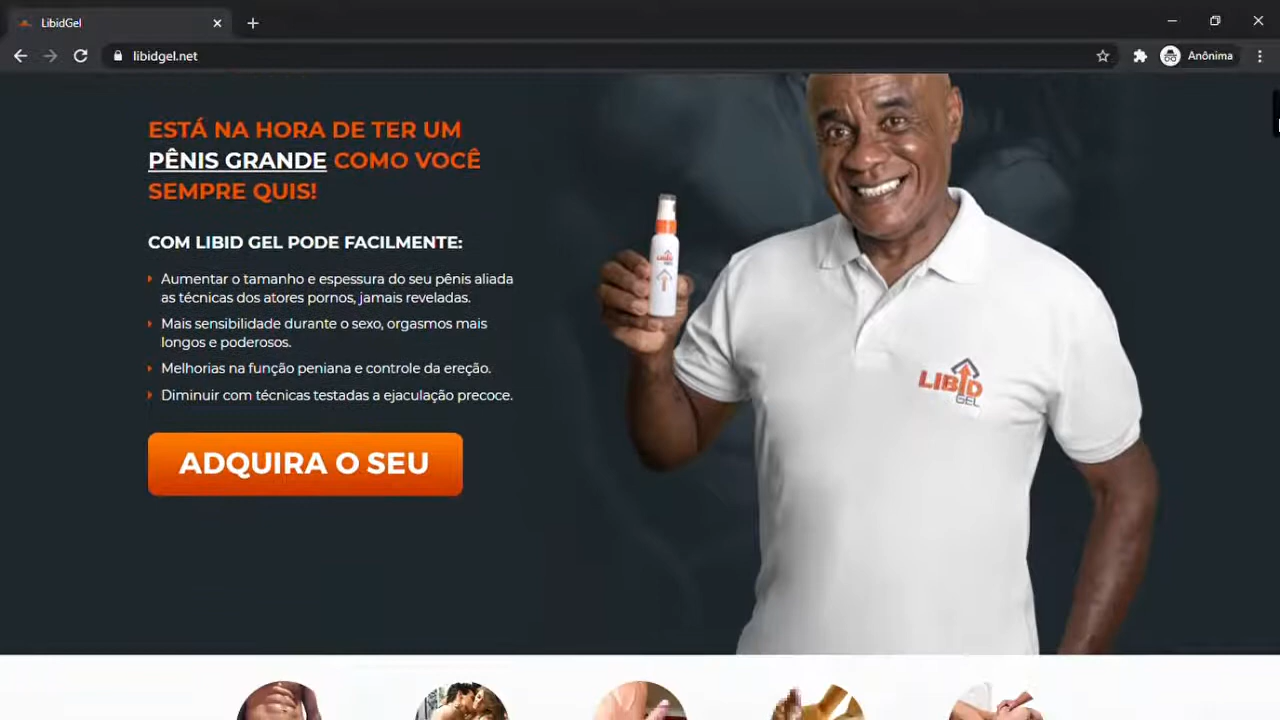 LibidGel
libidgel.net
Anônima
ESTÁ NA HORA DE TER UM
PÊNIS GRANDE COMO VOCÊ
SEMPRE QUIS!
COM LIBID GEL PODE FACILMENTE:
Aumentar o tamanho e espessura do seu pênis aliada
as técnicas dos atores pornos, jamais reveladas.
Mais sensibilidade durante o sexo, orgasmos mais
longos e poderosos.
Melhorias na função peniana e controle da ereção.
Diminuir com técnicas testadas a ejaculação precoce.
ADQUIRA O SEU
LIBID
GEL
LIBID
GEL